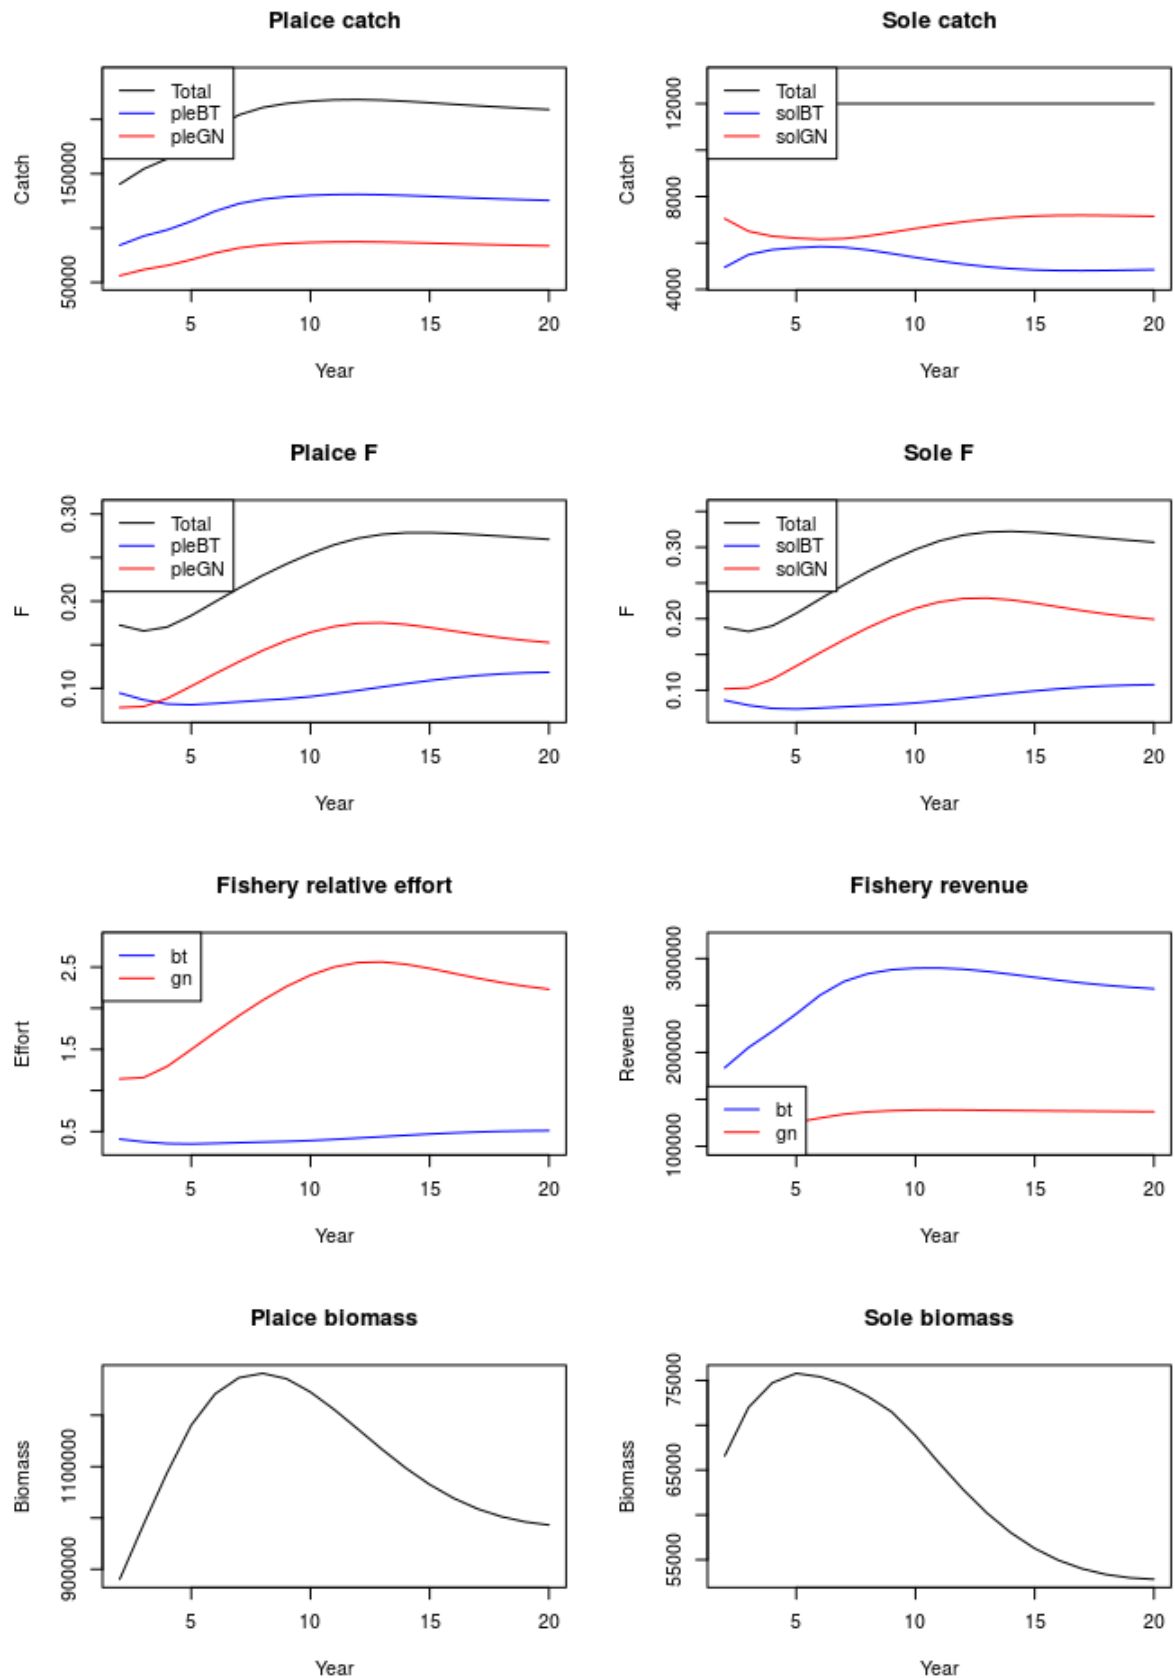 Plaice catch
Total
pleBT
pleGN
Catch
150000
50000
5 10 15 20
Year
Sole catch
Total
solBT
solGN
Catch
12000
8000
4000
5 10 15 20
Year
Plaice F
Total
pleBT
pleGN
F
0.30
0.20
0.10
5 10 15 20
Year
Sole F
Total
solBT
solGN
F
0.30
0.20
0.10
5 10 15 20
Year
Fishery relative effort
bt
gn
Effort
2.5
1.5
0.5
5 10 15 20
Year
Fishery revenue
bt
gn
Revenue
300000
200000
100000
5 10 15 20
Year
Plaice biomass
Biomass
1100000
900000
5 10 15 20
Year
Sole biomass
Biomass
75000
65000
55000
5 10 15 20
Year